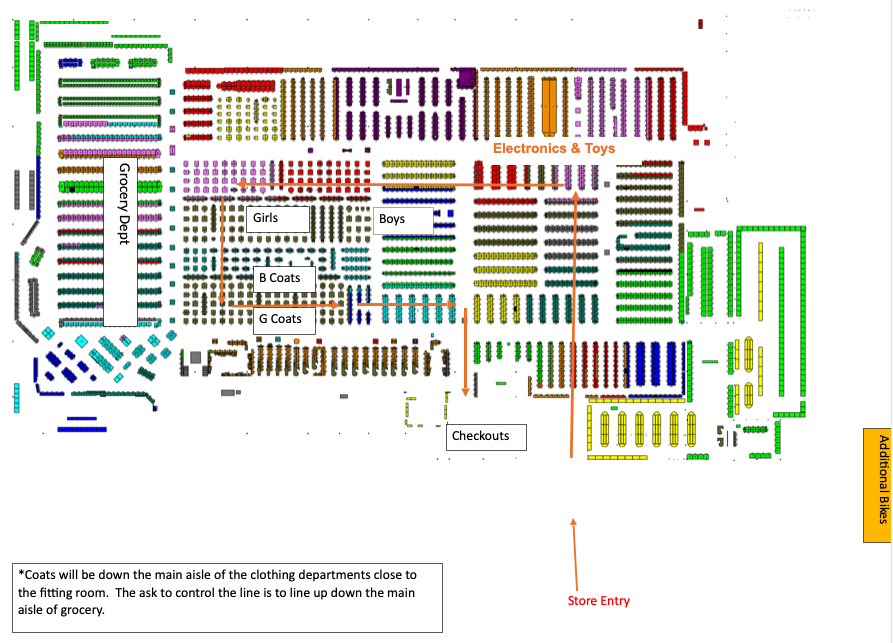 Electronics & Toys
Grocery Dept
Girls
Boys
B Coats
G Coats
Checkouts
Additional Bikes
*Coats will be down the main aisle of the clothing departments close to
the fitting room.  The ask to control the line is to line up down the main
aisle of grocery.
Store Entry